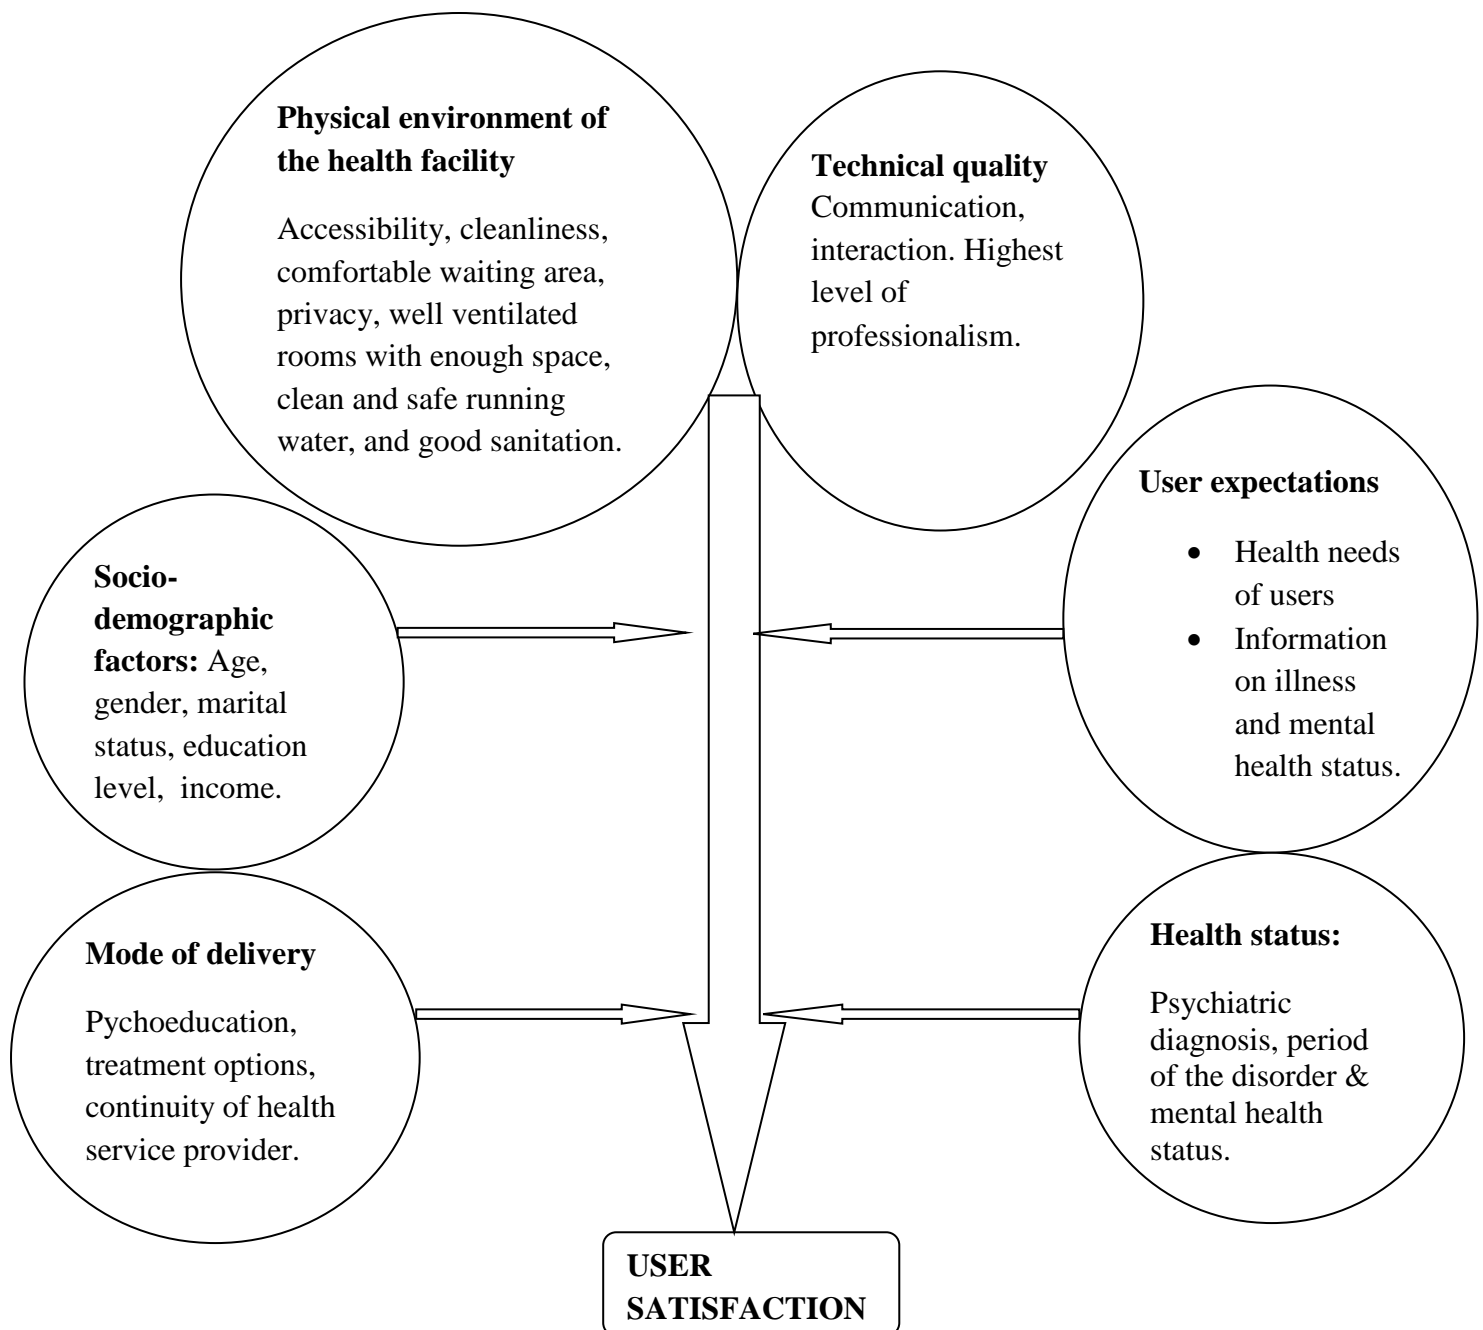 Physical environment of
the health facility
Accessibility, cleanliness,
comfortable waiting area,
privacy, well ventilated
rooms with enough space,
clean and safe running
water, and good sanitation.
Technical quality
Communication,
interaction. Highest
level of
professionalism.
User expectations
• Health needs
of users
• Information
on illness
and mental
health status.
Socio-
demographic
factors: Age,
gender, marital
status, education
level, income.
Mode of delivery
Pychoeducation,
treatment options,
continuity of health
service provider.
Health status:
Psychiatric
diagnosis, period
of the disorder &
mental health
status.
USER
SATISFACTION